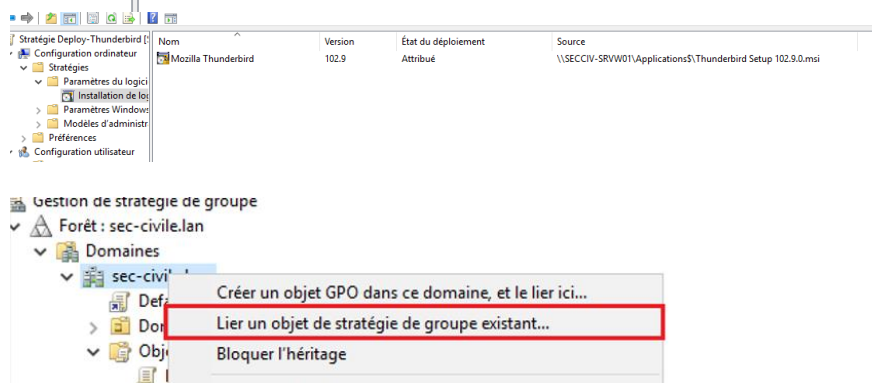 Stratégie Deploy-Thunderbird [
Nom Version État du déploiement Source
Configuration ordinateur
Mozilla Thunderbird 102.9 Attribué \\SECCIV-SRVW01\Applications$\Thunderbird Setup 102.9.0.msi
Stratégies
Paramètres du logici
Installation de log
Paramètres Windows
Modèles d'administr
Préférences
Configuration utilisateur
Gestion de stratégie de groupe
Forêt : sec-civile.lan
Domaines
sec-civil
Créer un objet GPO dans ce domaine, et le lier ici...
Defa
Lier un objet de stratégie de groupe existant...
Dor
Bloquer l'héritage
Obj